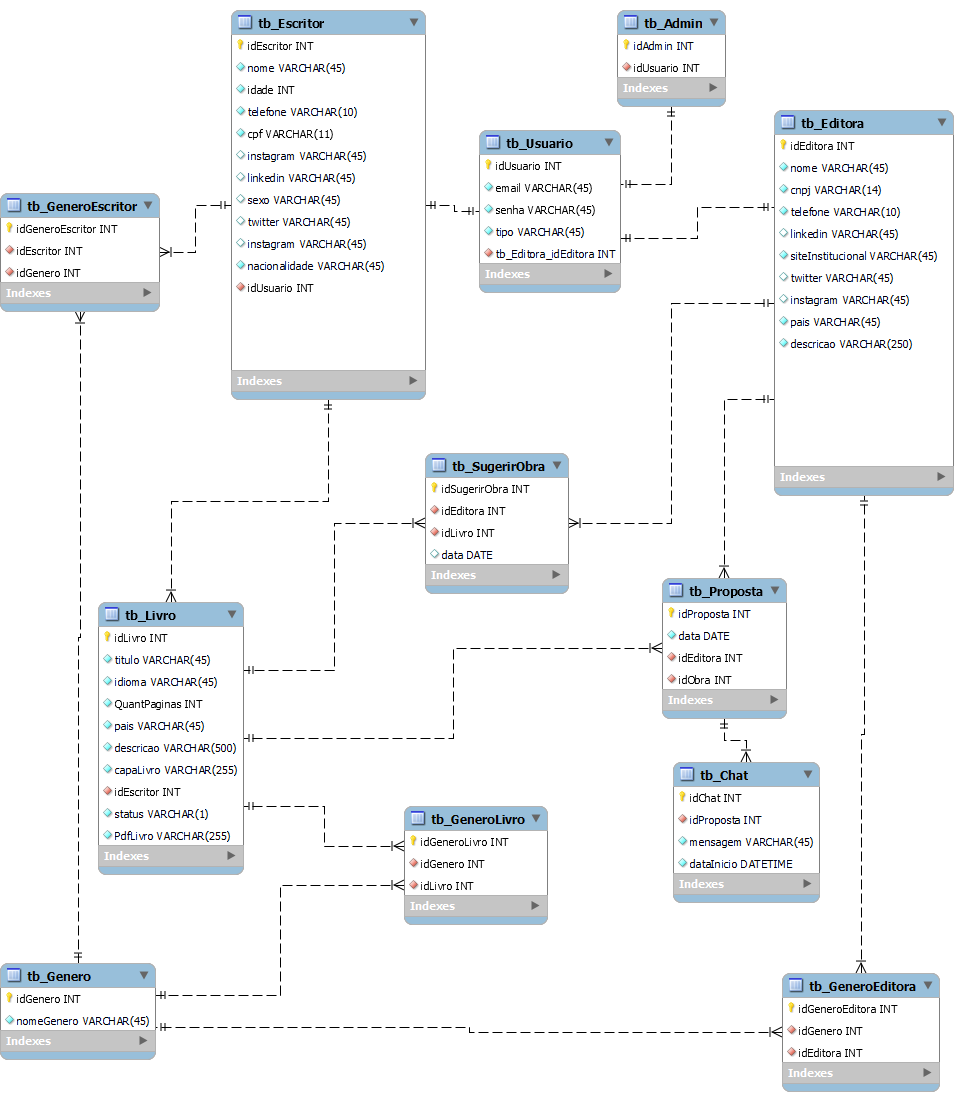 tb_Escritor
idEscritor INT
nome VARCHAR(45)
idade INT
telefone VARCHAR(10)
cpf VARCHAR(11)
instagram VARCHAR(45)
linkedin VARCHAR(45)
sexo VARCHAR(45)
twitter VARCHAR(45)
instagram VARCHAR(45)
nacionalidade VARCHAR(45)
idUsuario INT
Indexes
tb_Admin
idAdmin INT
idUsuario INT
Indexes
tb_Usuario
idUsuario INT
email VARCHAR(45)
senha VARCHAR(45)
tipo VARCHAR(45)
tb_Editora_idEditora INT
Indexes
tb_Editora
idEditora INT
nome VARCHAR(45)
cnpj VARCHAR(14)
telefone VARCHAR(10)
linkedin VARCHAR(45)
siteInstitucional VARCHAR(45)
twitter VARCHAR(45)
instagram VARCHAR(45)
pais VARCHAR(45)
descricao VARCHAR(250)
Indexes
tb_GeneroEscritor
idGeneroEscritor INT
idEscritor INT
idGenero INT
Indexes
tb_SugerirObra
idSugerirObra INT
idEditora INT
idLivro INT
data DATE
Indexes
tb_Proposta
idProposta INT
data DATE
idEditora INT
idObra INT
Indexes
tb_Livro
idLivro INT
titulo VARCHAR(45)
idioma VARCHAR(45)
QuantPaginas INT
pais VARCHAR(45)
descricao VARCHAR(500)
capaLivro VARCHAR(255)
idEscritor INT
status VARCHAR(1)
PdfLivro VARCHAR(255)
Indexes
tb_Chat
idChat INT
idProposta INT
mensagem VARCHAR(45)
dataInicio DATETIME
Indexes
tb_GeneroLivro
idGeneroLivro INT
idGenero INT
idLivro INT
Indexes
tb_Genero
idGenero INT
nomeGenero VARCHAR(45)
Indexes
tb_GeneroEditora
idGeneroEditora INT
idGenero INT
idEditora INT
Indexes